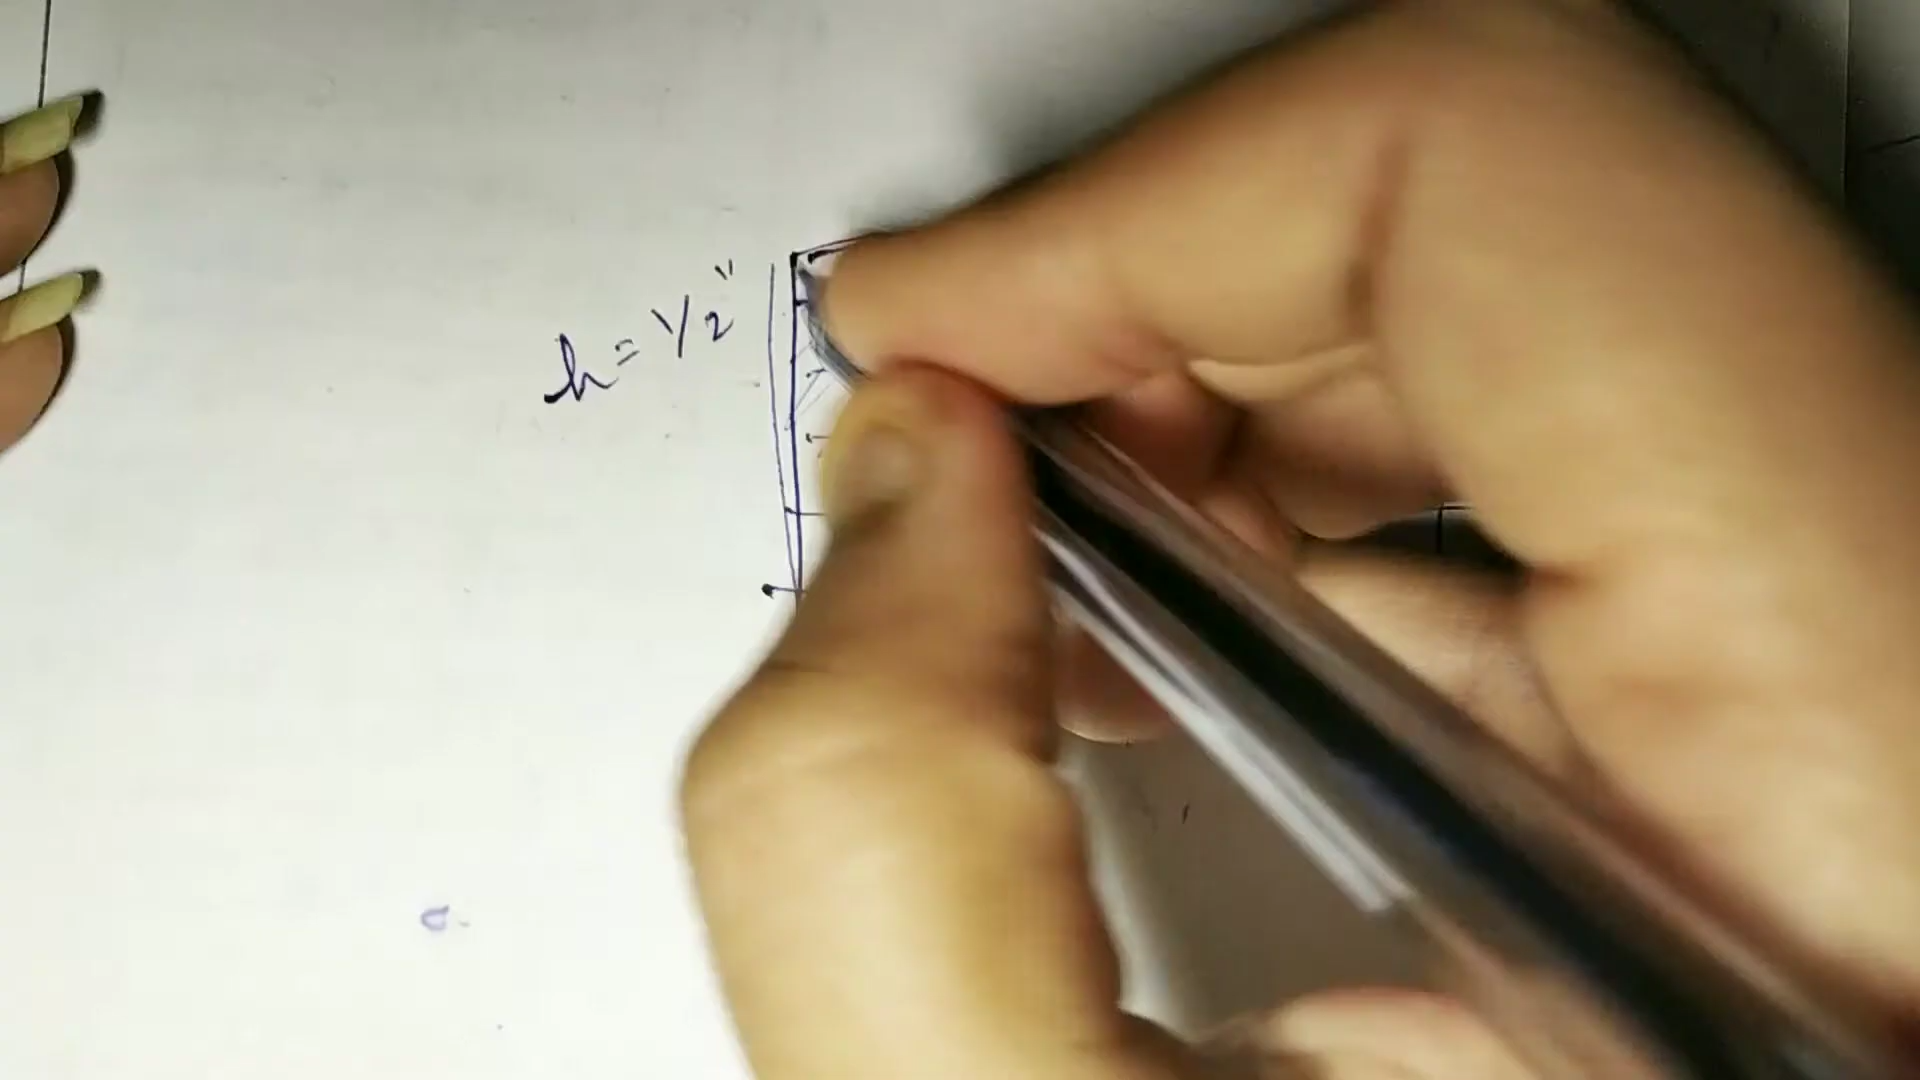 h = 1/2"